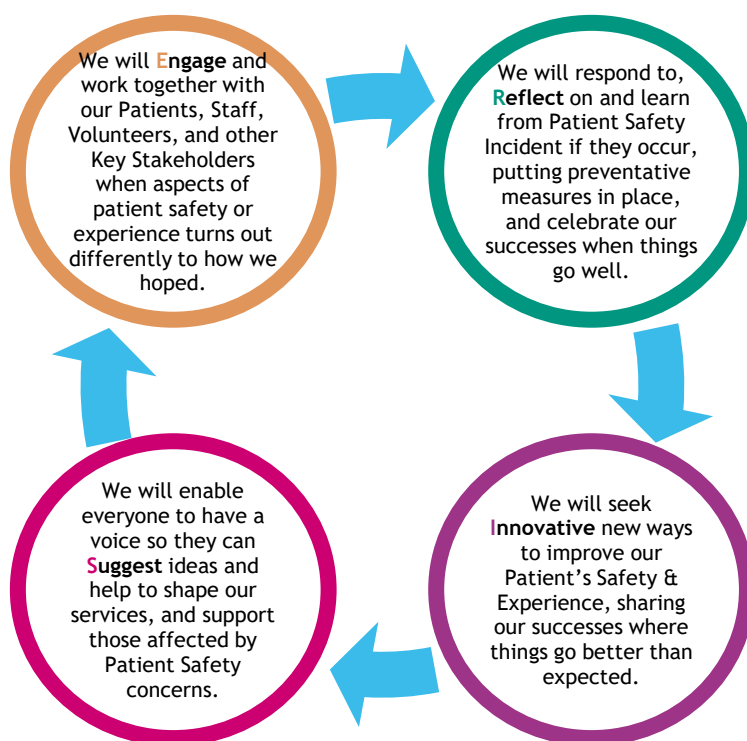 We will Engage and
work together with
our Patients, Staff,
Volunteers, and other
Key Stakeholders
when aspects of
patient safety or
experience turns out
differently to how we
hoped.
We will respond to,
Reflect on and learn
from Patient Safety
Incident if they occur,
putting preventative
measures in place,
and celebrate our
successes when things
go well.
We will seek
Innovative new ways
to improve our
Patient's Safety &
Experience, sharing
our successes where
things go better than
expected.
We will enable
everyone to have a
voice so they can
Suggest ideas and
help to shape our
services, and support
those affected by
Patient Safety
concerns.